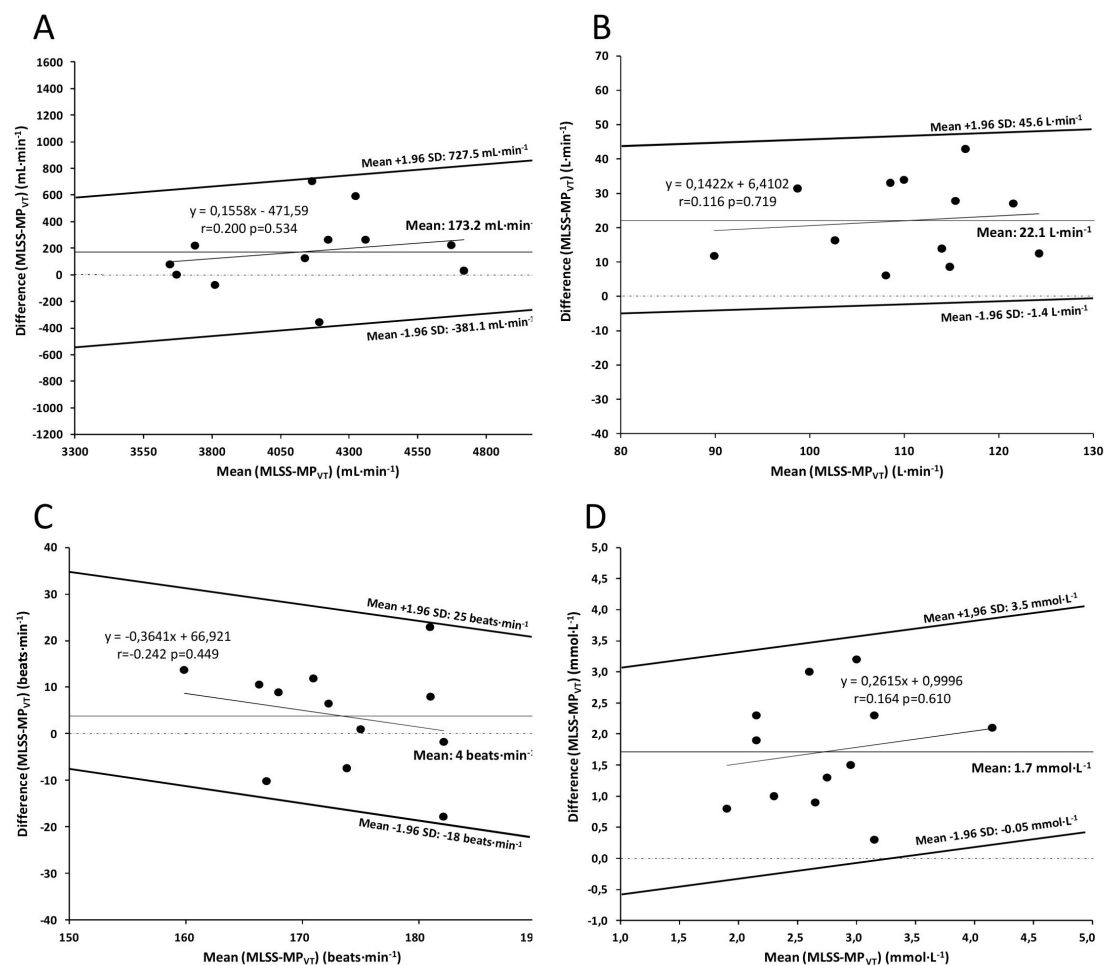 A
Difference (MLSS-MPVT) (mL·min-1)
1600
1400
1200
1000
800
600
400
200
0
-200
-400
-600
-800
-1000
-1200
Mean +1.96 SD: 727.5 mL·min-1
y = 0,1558x - 471,59
r=0.200 p=0.534
Mean: 173.2 mL·min-
Mean -1.96 SD: -381.1 mL·min-1
3300 3550 3800 4050 4300 4550 4800
Mean (MLSS-MPVT) (mL·min-1)
B
Difference (MLSS-MPVT) (L·min-1)
70
60
50
40
30
20
10
0
-10
-20
-30
-40
Mean +1.96 SD: 45.6 L·min-1
y = 0,1422x + 6,4102
r=0.116 p=0.719
Mean: 22.1 L·min-1
Mean -1.96 SD: -1.4 L·min-1
80 90 100 110 120 130
Mean (MLSS-MPVT) (L·min-1)
C
Difference (MLSS-MPVT) (beats·min-1)
40
30
20
10
0
-10
-20
-30
-40
Mean +1.96 SD: 25 beats·min-1
y = -0,3641x + 66,921
r=-0.242 p=0.449
Mean: 4 beats·min-1
Mean -1.96 SD: -18 beats·min-1
150 160 170 180 19
Mean (MLSS-MPVT) (beats·min-1)
D
Difference (MLSS-MPVT) (mmol·L-1)
5,0
4,5
4,0
3,5
3,0
2,5
2,0
1,5
1,0
0,5
0,0
-0,5
-1,0
Mean +1,96 SD: 3.5 mmol·L-1
y = 0,2615x + 0,9996
r=0.164 p=0.610
Mean: 1.7 mmol·L-1
Mean -1.96 SD: -0.05 mmol·L-1
1,0 2,0 3,0 4,0 5,0
Mean (MLSS-MPVT) (mmol·L-1)